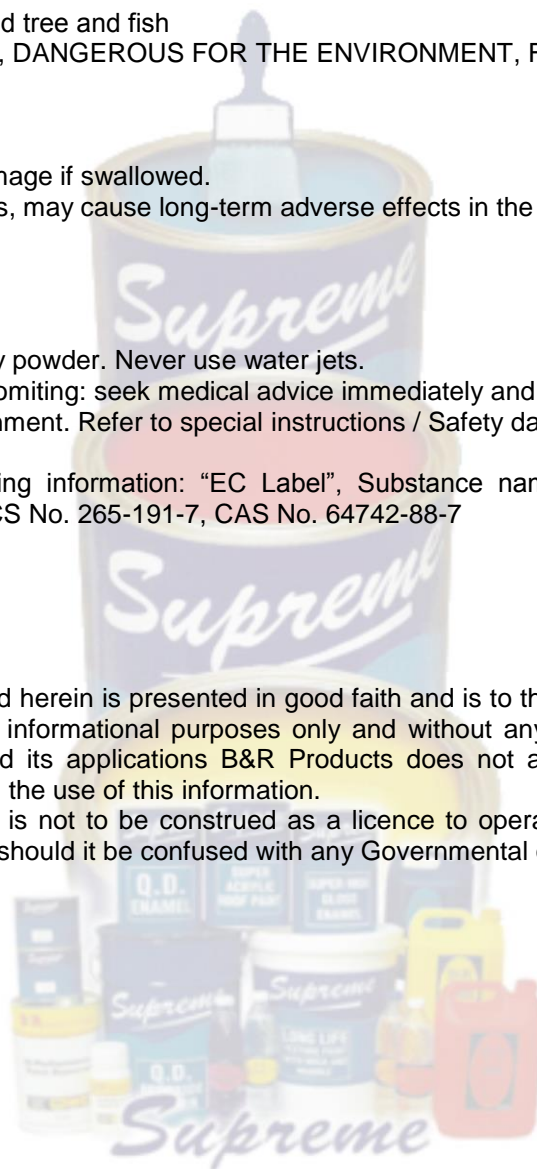 d tree and fish
, DANGEROUS FOR THE ENVIRONMENT, F
nage if swallowed.
s, may cause long-term adverse effects in the
Supreme
y powder. Never use water jets.
omiting: seek medical advice immediately and
nment. Refer to special instructions / Safety da
ing information: “EC Label”, Substance nar
CS No. 265-191-7, CAS No. 64742-88-7
Supreme
d herein is presented in good faith and is to th
informational purposes only and without any
d its applications B&R Products does not a
the use of this information.
is not to be construed as a licence to opera
should it be confused with any Governmental
Q.D. ENAMEL
SUPER ACRYLIC ROOF PAINT
SUPER HIGH GLOSS ENAMEL
Supreme
Supreme
LONG LIFE
Q.D.
Supreme